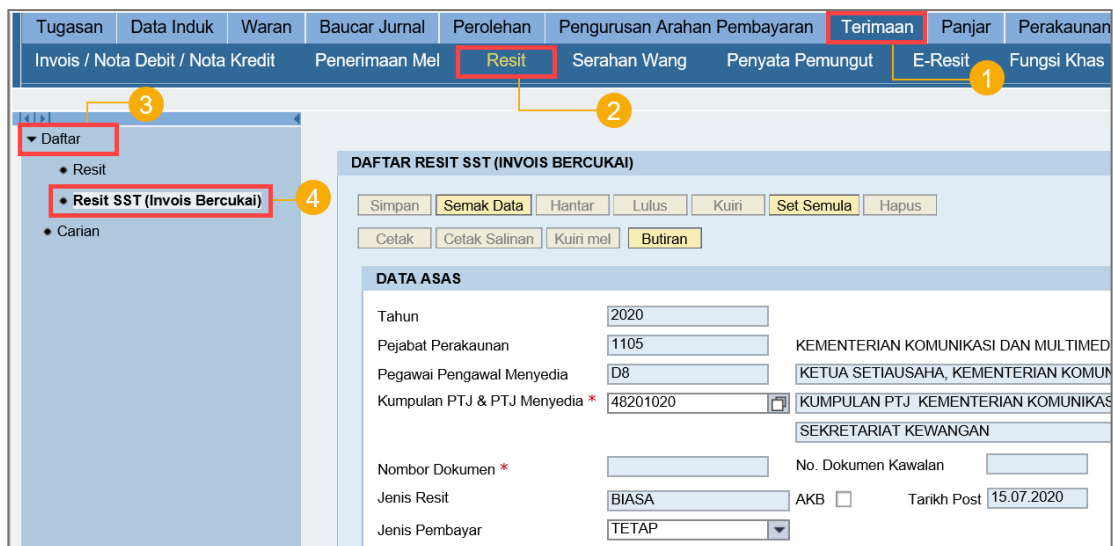 Tugasan Data Induk Waran Baucar Jurnal Perolehan Pengurusan Arahan Pembayaran Terimaan Panjar Perakaunan
Invois / Nota Debit / Nota Kredit Penerimaan Mel Resit Serahan Wang Penyata Pemungut E-Resit Fungsi Khas
1
2
3
Daftar
Resit
Resit SST (Invois Bercukai)
4
Carian
DAFTAR RESIT SST (INVOIS BERCUKAI)
Simpan Semak Data Hantar Lulus Kuiri Set Semula Hapus
Cetak Cetak Salinan Kuiri mel Butiran
DATA ASAS
Tahun 2020
Pejabat Perakaunan 1105 KEMENTERIAN KOMUNIKASI DAN MULTIMED
Pegawai Pengawal Menyedia D8 KETUA SETIAUSAHA, KEMENTERIAN KOMUN
Kumpulan PTJ & PTJ Menyedia * 48201020 KUMPULAN PTJ KEMENTERIAN KOMUNIKAS
SEKRETARIAT KEWANGAN
Nombor Dokumen * No. Dokumen Kawalan
Jenis Resit BIASA AKB Tarikh Post 15.07.2020
Jenis Pembayar TETAP